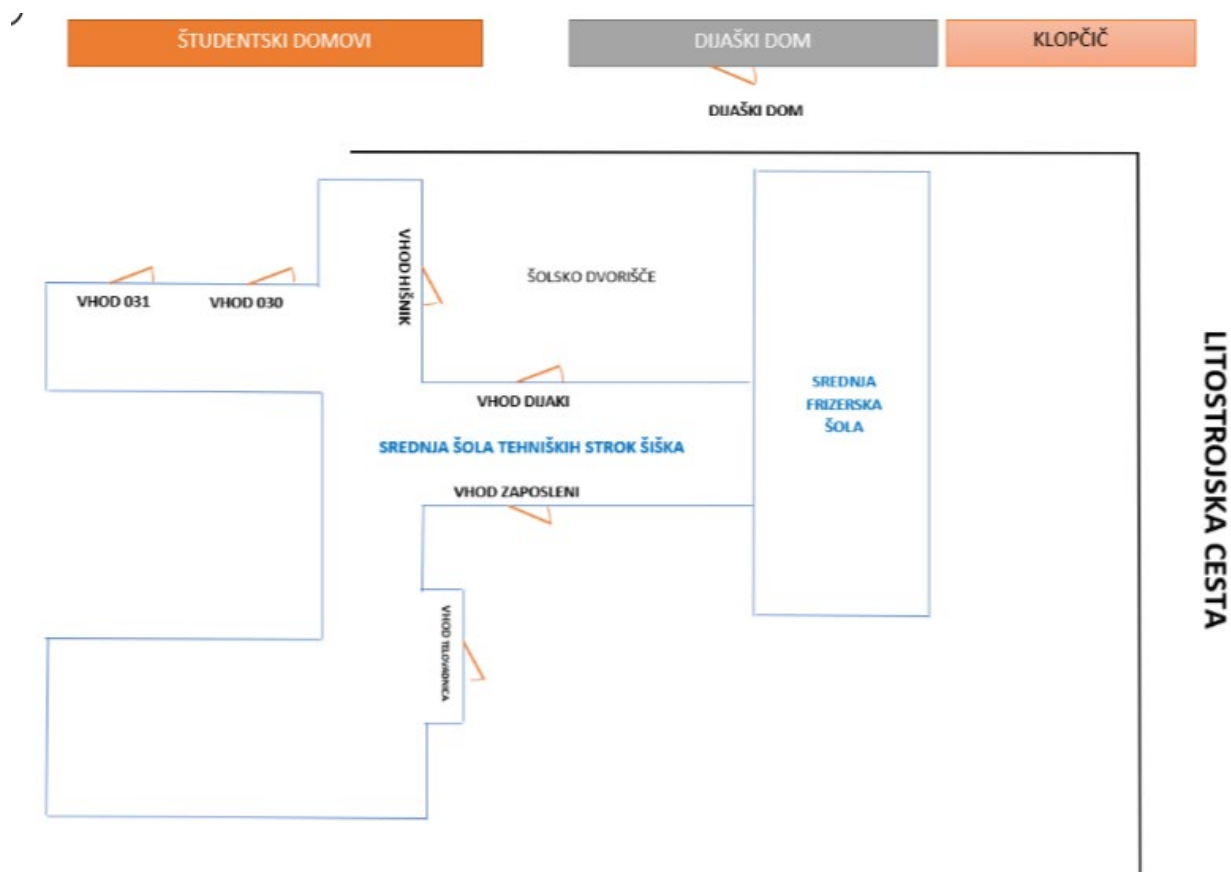 ŠTUDENTSKI DOMOVI
DIJAŠKI DOM
KLOPČIČ
DIJAŠKI DOM
VHOD HIŠNIK
ŠOLSKO DVORIŠČE
VHOD 031
VHOD 030
SREDNJA
FRIZERSKA
ŠOLA
VHOD DIJAKI
SREDNJA ŠOLA TEHNIŠKIH STROK ŠIŠKA
VHOD ZAPOSLENI
VHOD TELOVADNICA
LITOSTROJSKA CESTA